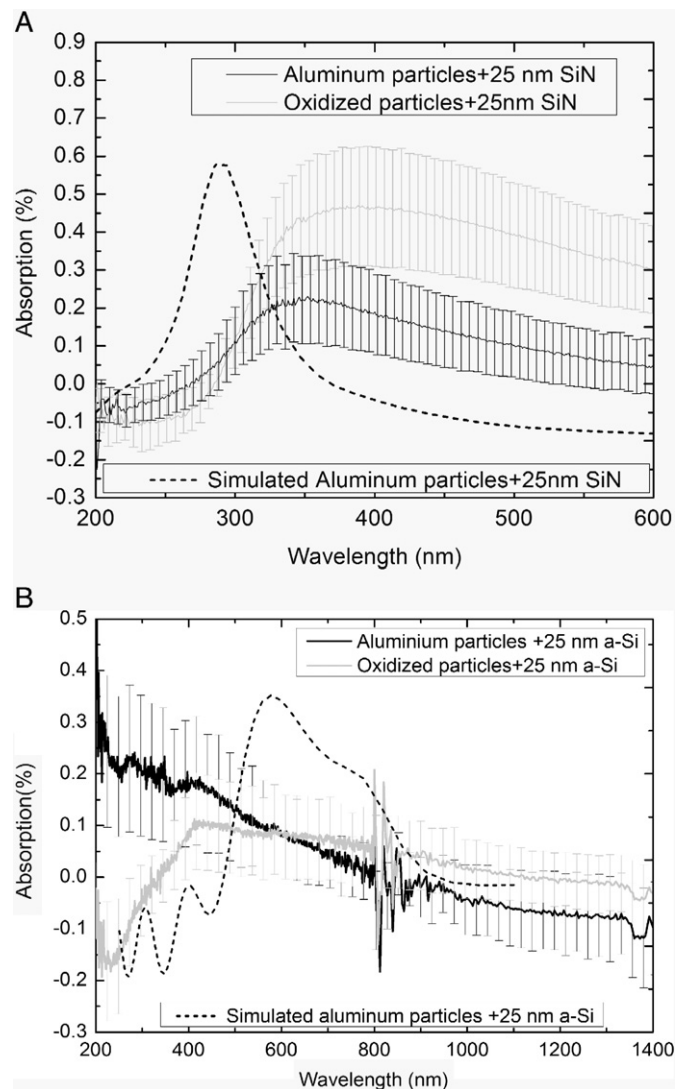 A
0.9
0.8
0.7
0.6
0.5
0.4
0.3
0.2
0.1
0.0
-0.1
-0.2
-0.3
Absorption (%)
Aluminum particles+25 nm SiN
Oxidized particles+25nm SiN
Simulated Aluminum particles+25nm SiN
200 300 400 500 600
Wavelength (nm)
B
0.5
0.4
0.3
0.2
0.1
0.0
-0.1
-0.2
-0.3
Absorption(%)
Aluminium particles +25 nm a-Si
Oxidized particles+25 nm a-Si
Simulated aluminum particles +25 nm a-Si
200 400 600 800 1000 1200 1400
Wavelength (nm)